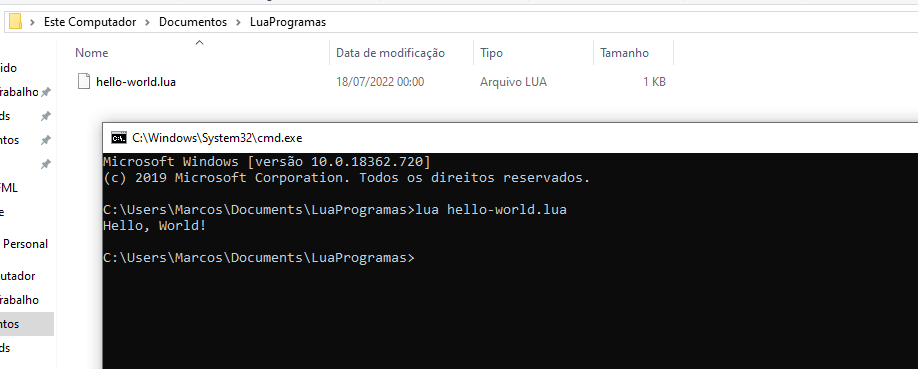 Este Computador > Documentos > LuaProgramas
Nome Data de modificação Tipo Tamanho
hello-world.lua 18/07/2022 00:00 Arquivo LUA 1 KB
ido
rabalho
ds
ntos
FML
e
Personal
putador
Trabalho
ntos
ds
C:\Windows\System32\cmd.exe
Microsoft Windows [versão 10.0.18362.720]
(c) 2019 Microsoft Corporation. Todos os direitos reservados.
C:\Users\Marcos\Documents\LuaProgramas>lua hello-world.lua
Hello, World!
C:\Users\Marcos\Documents\LuaProgramas>